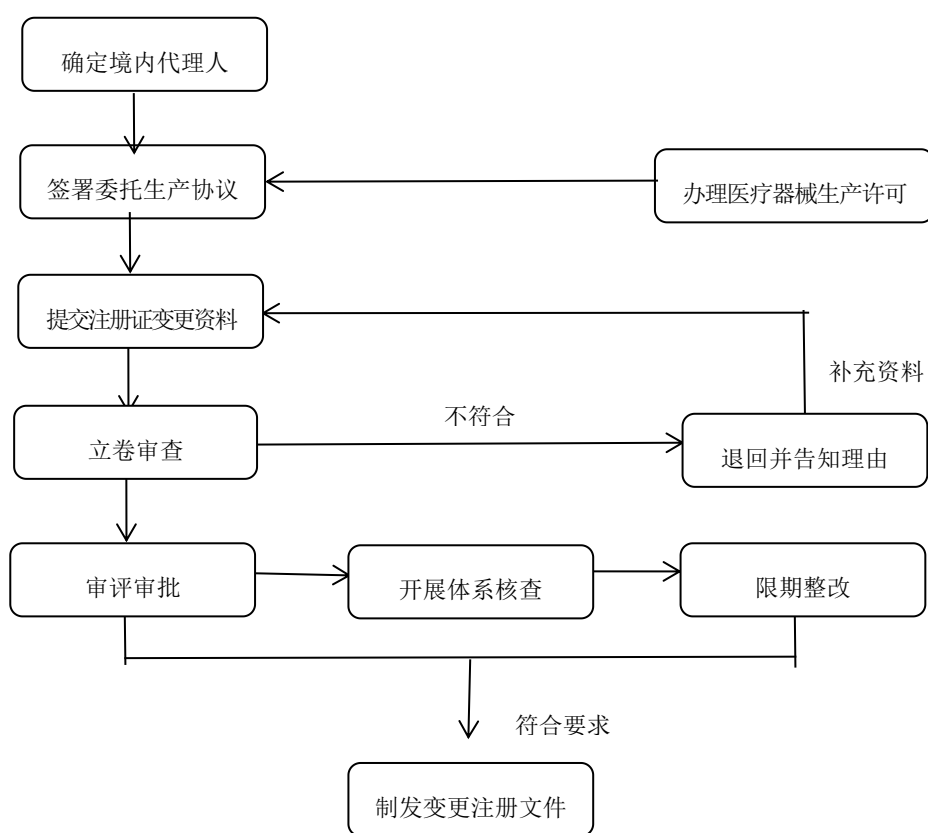 确定境内代理人
签署委托生产协议
办理医疗器械生产许可
提交注册证变更资料
补充资料
不符合
立卷审查
退回并告知理由
审评审批
开展体系核查
限期整改
符合要求
制发变更注册文件